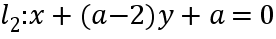 l₂:x + (a−2)y + a = 0